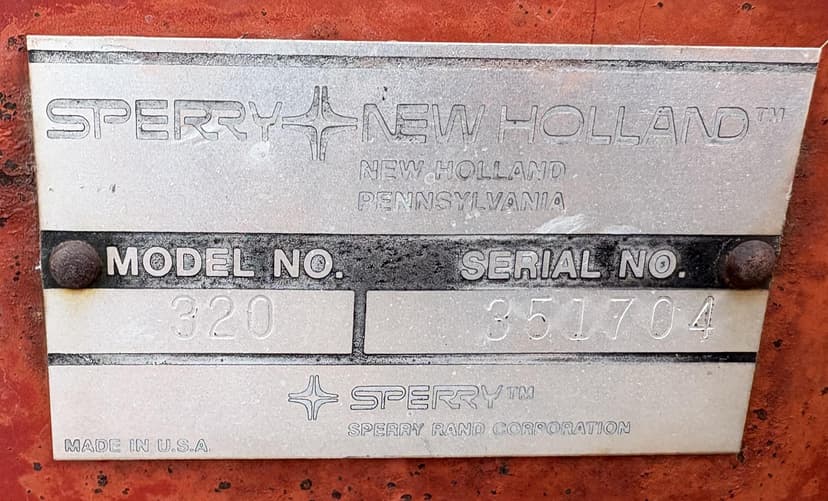 SPERRY NEW HOLLAND™
NEW HOLLAND
PENNSYLVANIA
MODEL NO. SERIAL NO.
320 351704
SPERRY™
SPERRY RAND CORPORATION
MADE IN U.S.A